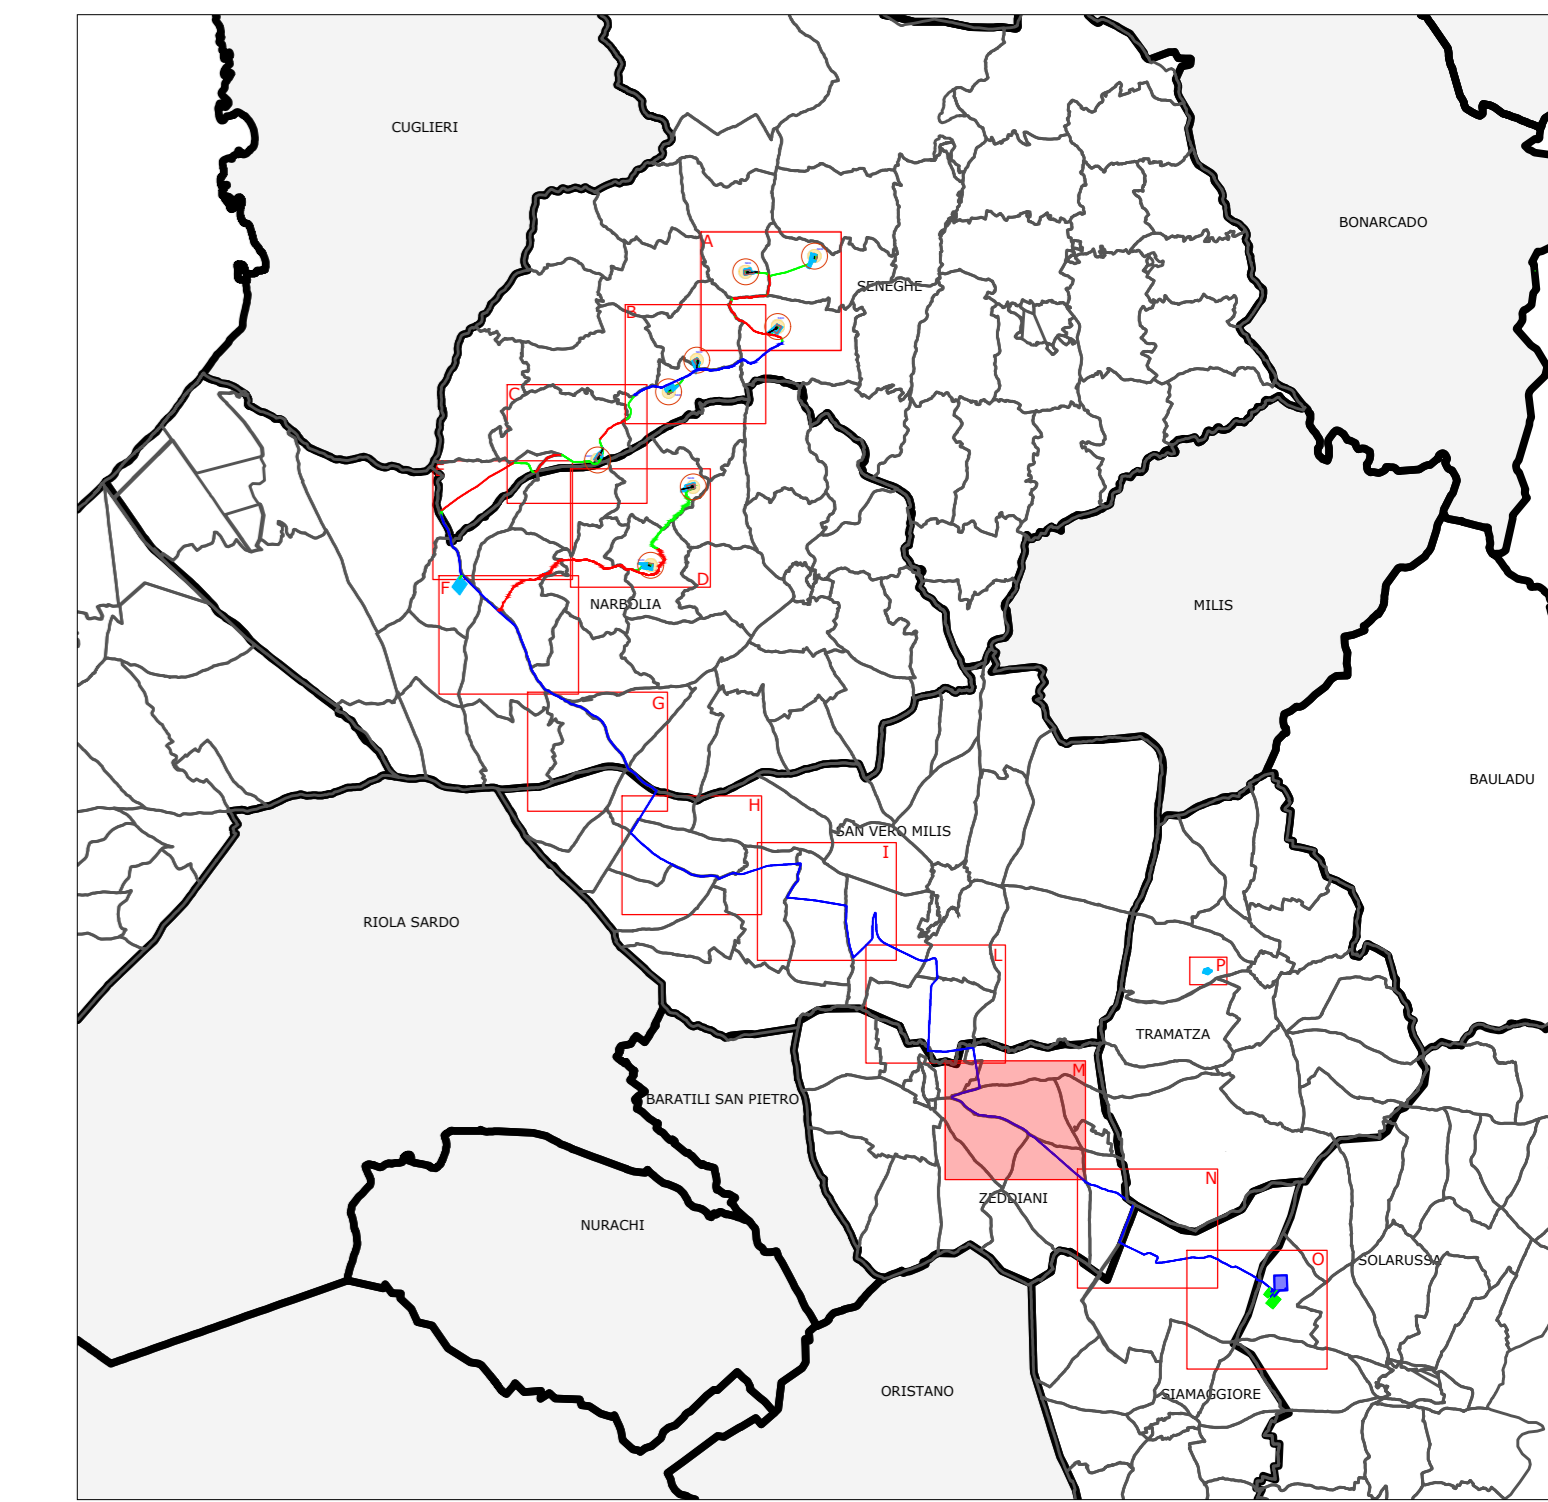 CUGLIERI
BONARCADO
A
SENEGHE
B
C
E
D
F
NARBOLIA
MILIS
G
BAULADU
H
SAN VERO MILIS
I
RIOLA SARDO
L
P
TRAMATZA
M
BARATILI SAN PIETRO
N
ZEDDIANI
NURACHI
O
SOLARUSSA
ORISTANO
SIAMAGGIORE